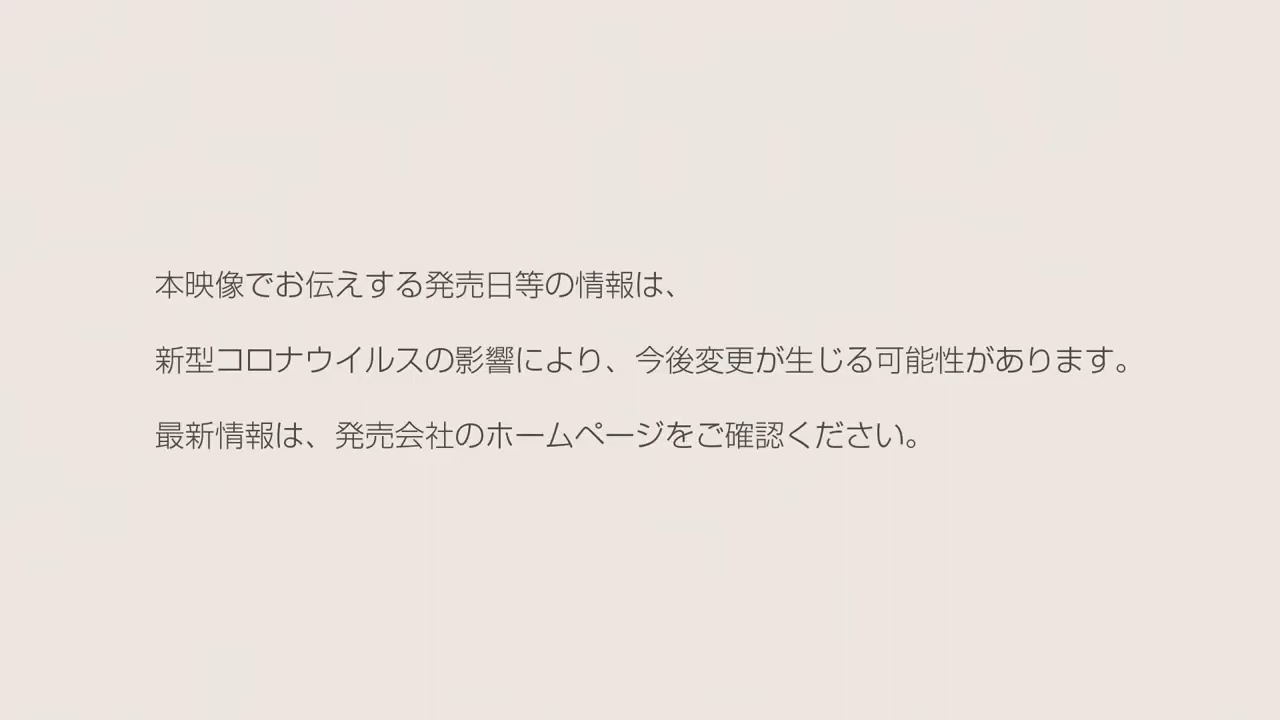 本映像でお伝えする発売日等の情報は、
新型コロナウイルスの影響により、今後変更が生じる可能性があります。
最新情報は、発売会社のホームページをご確認ください。